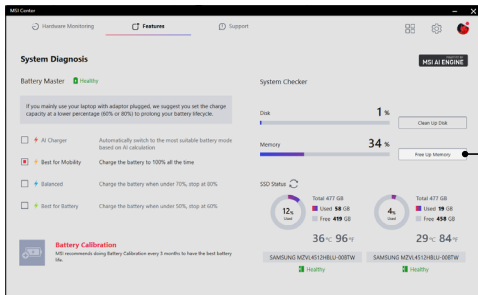 MSI Center
Hardware Monitoring
Features
Support
System Diagnosis
POWERED BY
MSI AI ENGINE
Battery Master
Healthy
System Checker
If you mainly use your laptop with adaptor plugged, we suggest you set the charge
capacity at a lower percentage (60% or 80%) to prolong your battery lifecycle.
Disk
1 %
Clean Up Disk
AI Charger
Automatically switch to the most suitable battery mode
based on AI calculation
Memory
34 %
Free Up Memory
Best for Mobility
Charge the battery to 100% all the time
Balanced
Charge the battery when under 70%, stop at 80%
Best for Battery
Charge the battery when under 50%, stop at 60%
SSD Status
12%
Used
Total 477 GB
Used 58 GB
Free 419 GB
36°C 96°F
4%
Used
Total 477 GB
Used 19 GB
Free 458 GB
29°C 84°F
Battery Calibration
MSI recommends doing Battery Calibration every 3 months to have the best battery
life.
SAMSUNG MZVL4512HBLU-00BTW
SAMSUNG MZVL4512HBLU-00BTW
Healthy
Healthy